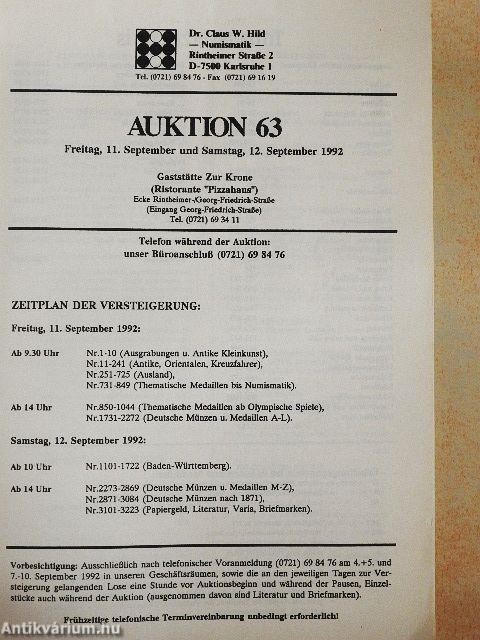 Dr. Claus W. Hild
— Numismatik —
Rintheimer Straße 2
D-7500 Karlsruhe 1
Tel. (0721) 69 84 76 - Fax (0721) 69 16 19
AUKTION 63
Freitag, 11. September und Samstag, 12. September 1992
Gaststätte Zur Krone
(Ristorante "Pizzahaus")
Ecke Rintheimer-/Georg-Friedrich-Straße
(Eingang Georg-Friedrich-Straße)
Tel. (0721) 69 34 11
Telefon während der Auktion:
unser Büroanschluß (0721) 69 84 76
ZEITPLAN DER VERSTEIGERUNG:
Freitag, 11. September 1992:
Ab 9.30 Uhr Nr.1-10 (Ausgrabungen u. Antike Kleinkunst),
Nr.11-241 (Antike, Orientalen, Kreuzfahrer),
Nr.251-725 (Ausland),
Nr.731-849 (Thematische Medaillen bis Numismatik).
Ab 14 Uhr Nr.850-1044 (Thematische Medaillen ab Olympische Spiele),
Nr.1731-2272 (Deutsche Münzen u. Medaillen A-L).
Samstag, 12. September 1992:
Ab 10 Uhr Nr.1101-1722 (Baden-Württemberg).
Ab 14 Uhr Nr.2273-2869 (Deutsche Münzen u. Medaillen M-Z),
Nr.2871-3084 (Deutsche Münzen nach 1871),
Nr.3101-3223 (Papiergeld, Literatur, Varia, Briefmarken).
Vorbesichtigung: Ausschließlich nach telefonischer Voranmeldung (0721) 69 84 76 am 4.+5. und
7.-10. September 1992 in unseren Geschäftsräumen, sowie die an den jeweiligen Tagen zur Ver-
steigerung gelangenden Lose eine Stunde vor Auktionsbeginn und während der Pausen, Einzel-
stücke auch während der Auktion (ausgenommen davon sind Literatur und Briefmarken).
Frühzeitige telefonische Terminvereinbarung unbedingt erforderlich!
Antikvárium.hu